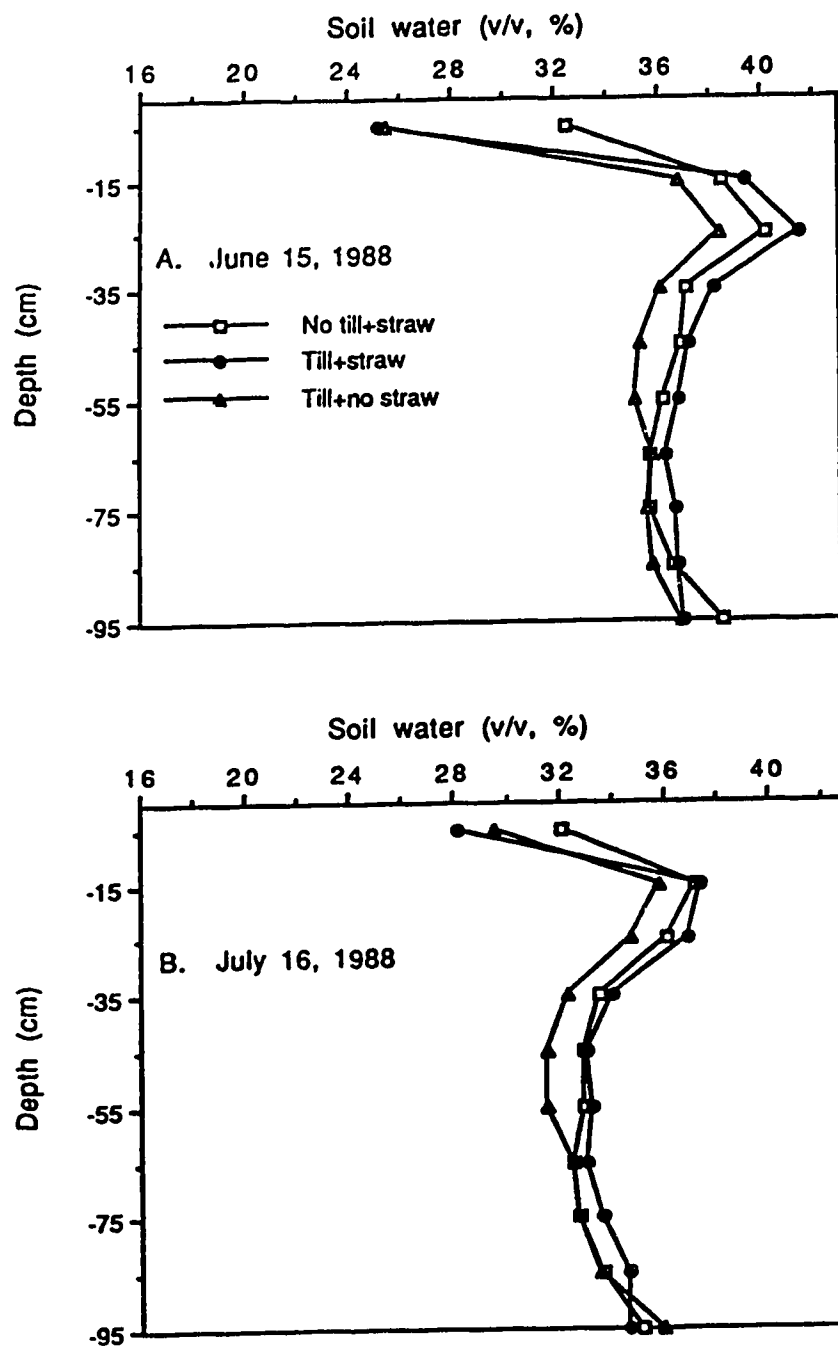 Soil water (v/v, %)
16 20 24 28 32 36 40
-15
-35
-55
-75
-95
Depth (cm)
A. June 15, 1988
No till+straw
Till+straw
Till+no straw
Soil water (v/v, %)
16 20 24 28 32 36 40
-15
-35
-55
-75
-95
Depth (cm)
B. July 16, 1988